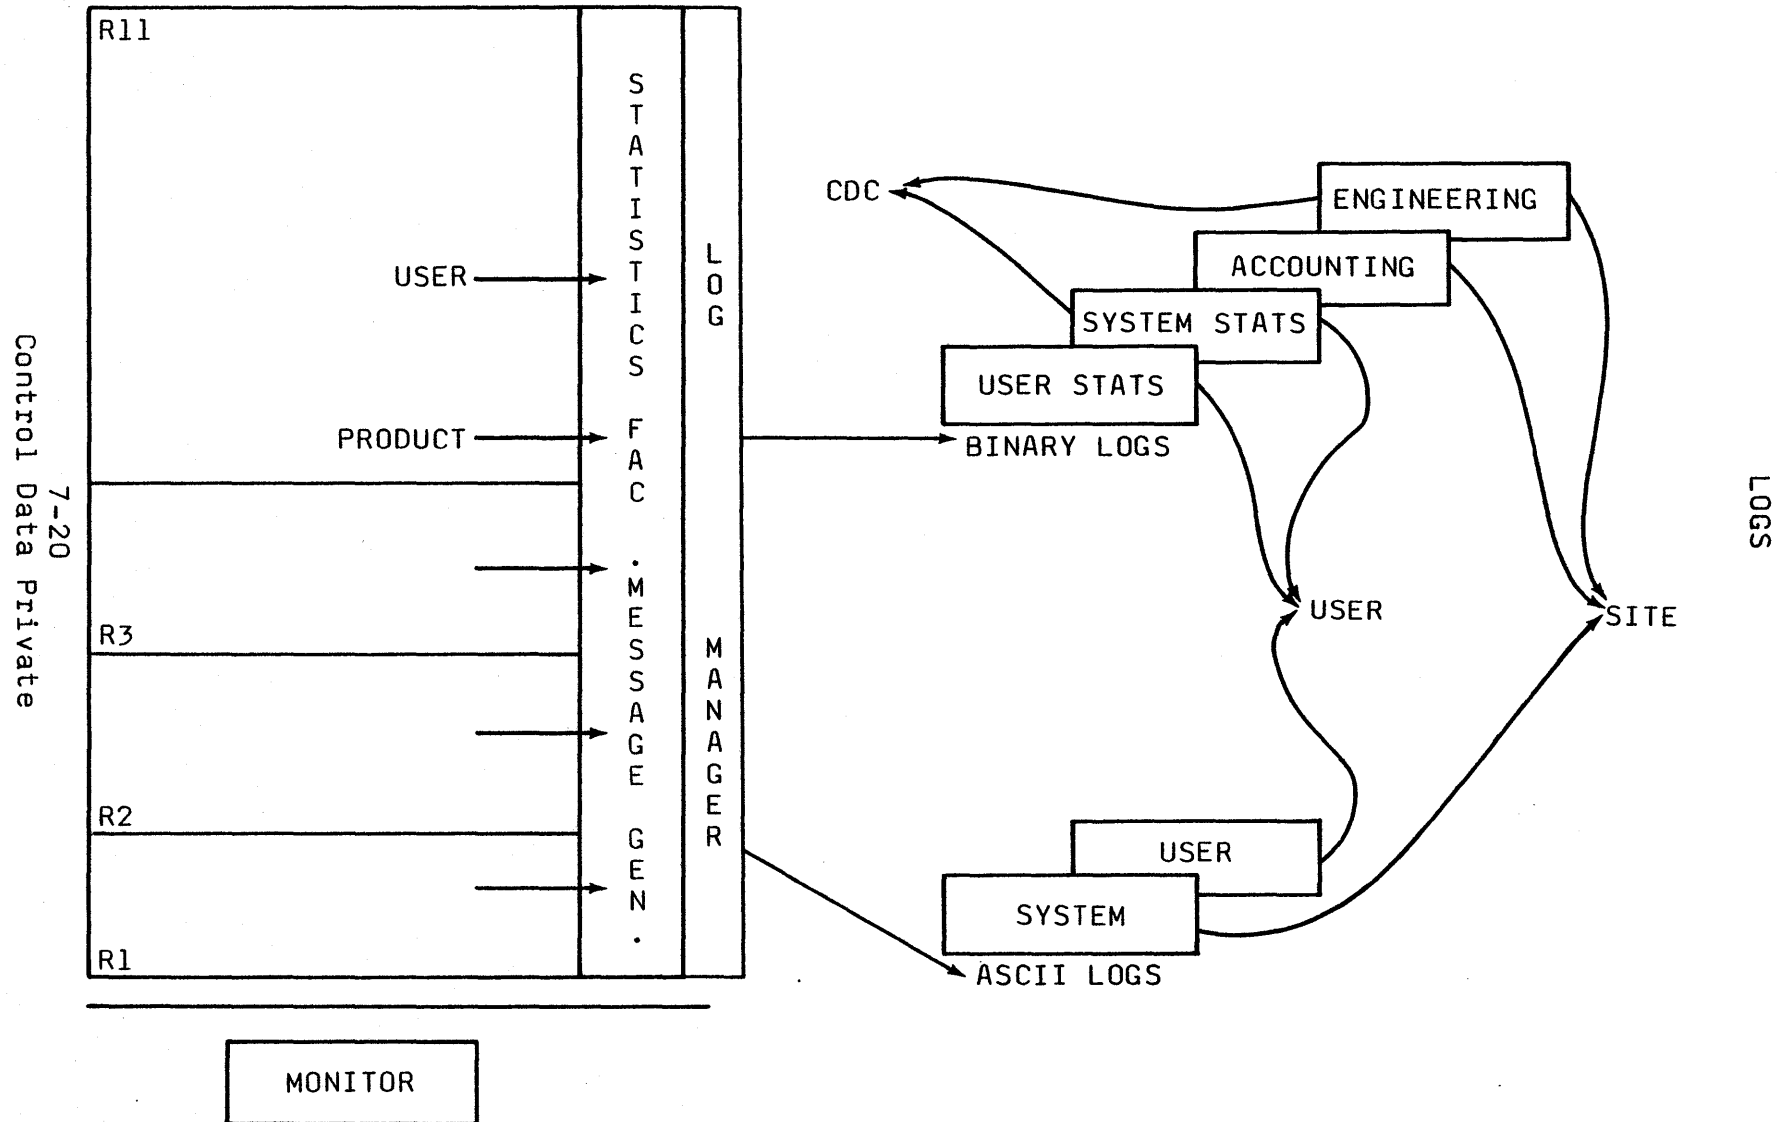 R11
USER
PRODUCT
R3
R2
R1
STATISTICS FAC.MESSAGE GEN.
LOG MANAGER
MONITOR
CDC
ENGINEERING
ACCOUNTING
SYSTEM STATS
USER STATS
BINARY LOGS
USER
SITE
USER
SYSTEM
ASCII LOGS
LOGS
7-20
Control Data Private